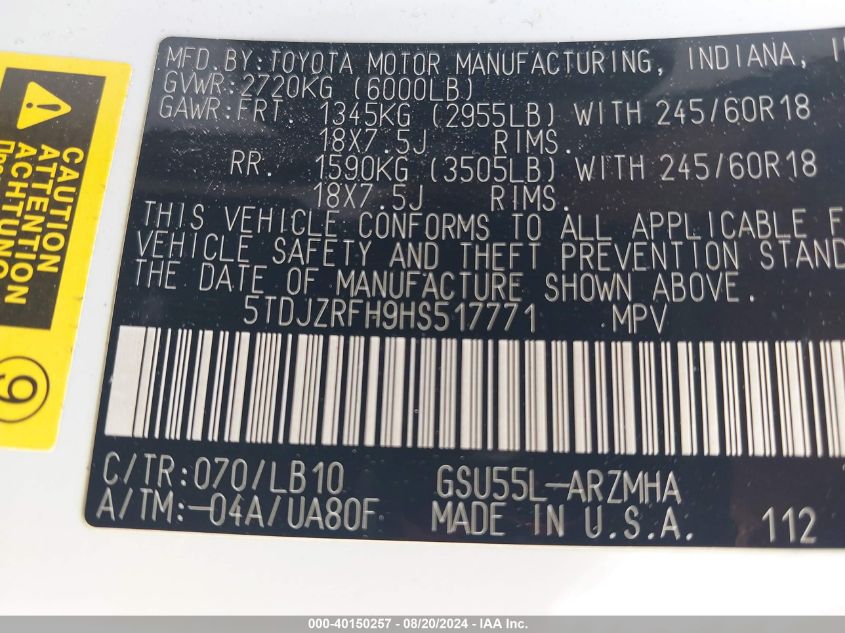 MFD. BY: TOYOTA MOTOR MANUFACTURING, INDIANA,
GVWR: 2720KG (6000LB)
GAWR: FRT. 1345KG (2955LB) WITH 245/60R18
18X7.5J RIMS.
RR. 1590KG (3505LB) WITH 245/60R18
18X7.5J RIMS.
THIS VEHICLE CONFORMS TO ALL APPLICABLE
VEHICLE SAFETY AND THEFT PREVENTION STAND
THE DATE OF MANUFACTURE SHOWN ABOVE.
5TDJZRFH9HS517771 MPV
C/TR: 070/LB10 GSU55L-ARZMHA
A/TM: -04A/UA80F MADE IN U.S.A. 112
CAUTION
ATTENTION
ACHTUNG
9
000-40150257 - 08/20/2024 - IAA Inc.